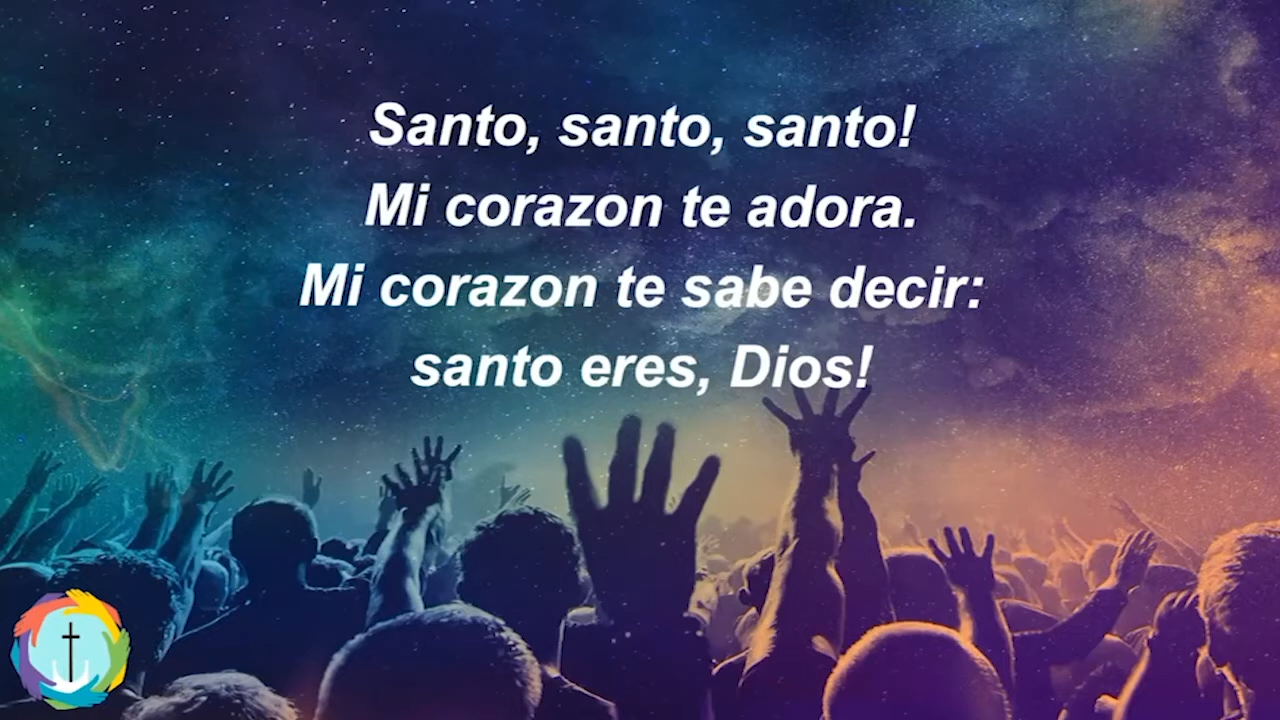 Santo, santo, santo!
Mi corazon te adora.
Mi corazon te sabe decir:
santo eres, Dios!